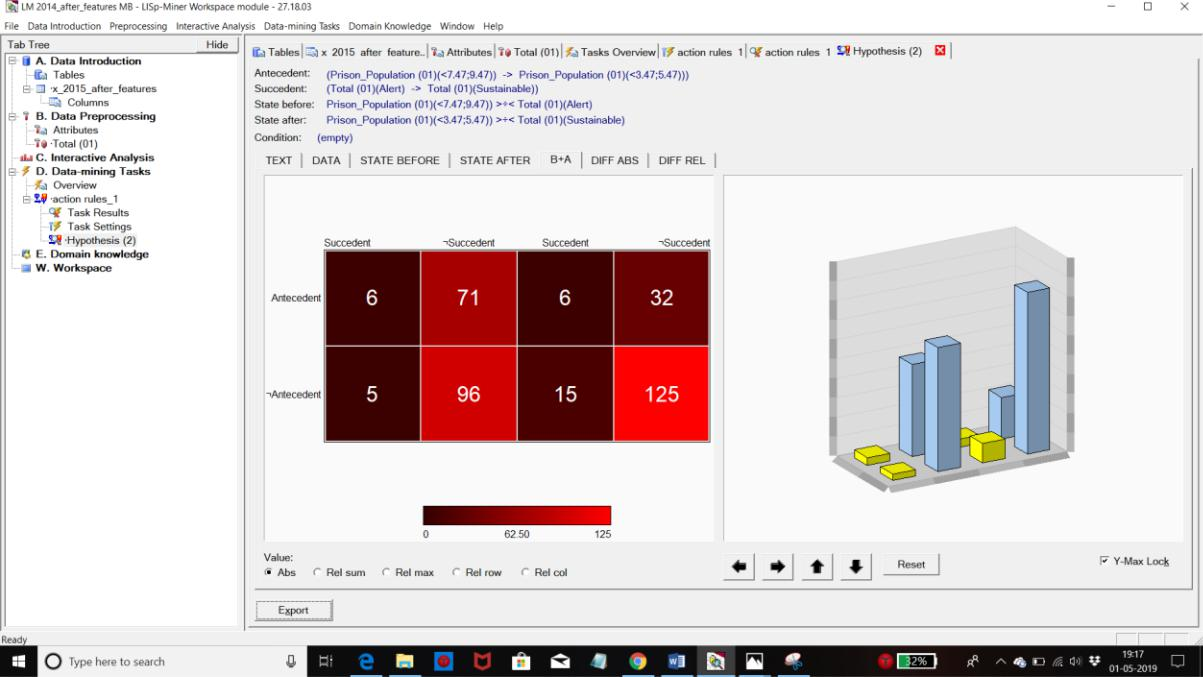 LM 2014_after_features MB - LISp-Miner Workspace module - 27.18.03
File Data Introduction Preprocessing Interactive Analysis Data-mining Tasks Domain Knowledge Window Help
Tab Tree Hide
A. Data Introduction
Tables
·x_2015_after_features
Columns
B. Data Preprocessing
Attributes
·Total (01)
C. Interactive Analysis
D. Data-mining Tasks
Overview
·action rules_1
Task Results
Task Settings
·Hypothesis (2)
E. Domain knowledge
W. Workspace
Tables x 2015 after feature.. Attributes Total (01) Tasks Overview action rules 1 action rules 1 Hypothesis (2)
Antecedent: (Prison_Population (01)(<7.47;9.47)) -> Prison_Population (01)(<3.47;5.47)))
Succedent: (Total (01)(Alert) -> Total (01)(Sustainable))
State before: Prison_Population (01)(<7.47;9.47)) >÷< Total (01)(Alert)
State after: Prison_Population (01)(<3.47;5.47)) >÷< Total (01)(Sustainable)
Condition: (empty)
TEXT DATA STATE BEFORE STATE AFTER B+A DIFF ABS DIFF REL
Succedent ¬Succedent Succedent ¬Succedent
Antecedent 6 71 6 32
¬Antecedent 5 96 15 125
0 62.50 125
Value:
Abs Rel sum Rel max Rel row Rel col
Reset
Y-Max Lock
Export
Ready
Type here to search
32%
19:17
01-05-2019